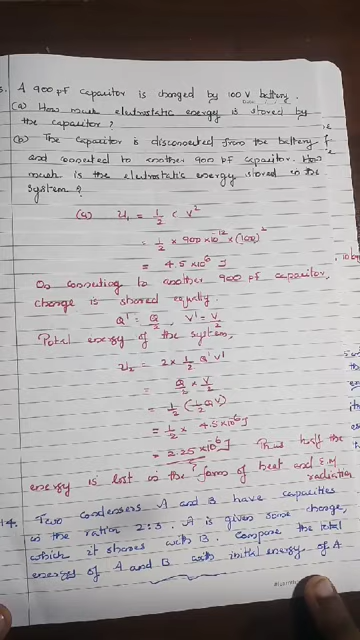 A 900 pf capacitor is charged by 100 V battery.
(a) How much electrostatic energy is stored by
the capacitor?
(b) The capacitor is disconnected from the battery
and connected to another 900 pf capacitor. How
much is the electrostatic energy stored in the
system?
(a) U₁ = 1/2 C V²
= 1/2 × 900 × 10⁻¹² × (100)²
= 4.5 × 10⁻⁶ J
On connecting to another 900 pf capacitor,
charge is shared equally.
Q' = Q/2, V' = V/2
Total energy of the system,
U₂ = 2 × 1/2 Q'V'
= Q/2 × V/2
= 1/2 (1/2 QV)
= 1/2 × 4.5 × 10⁻⁶ J
= 2.25 × 10⁻⁶ J Thus half the
energy is lost in the form of heat and E.M
radiation
14. Two condensers A and B have capacities
in the ration 2:3. A is given some charge,
which it shares with B. Compare the total
energy of A and B with initial energy of A